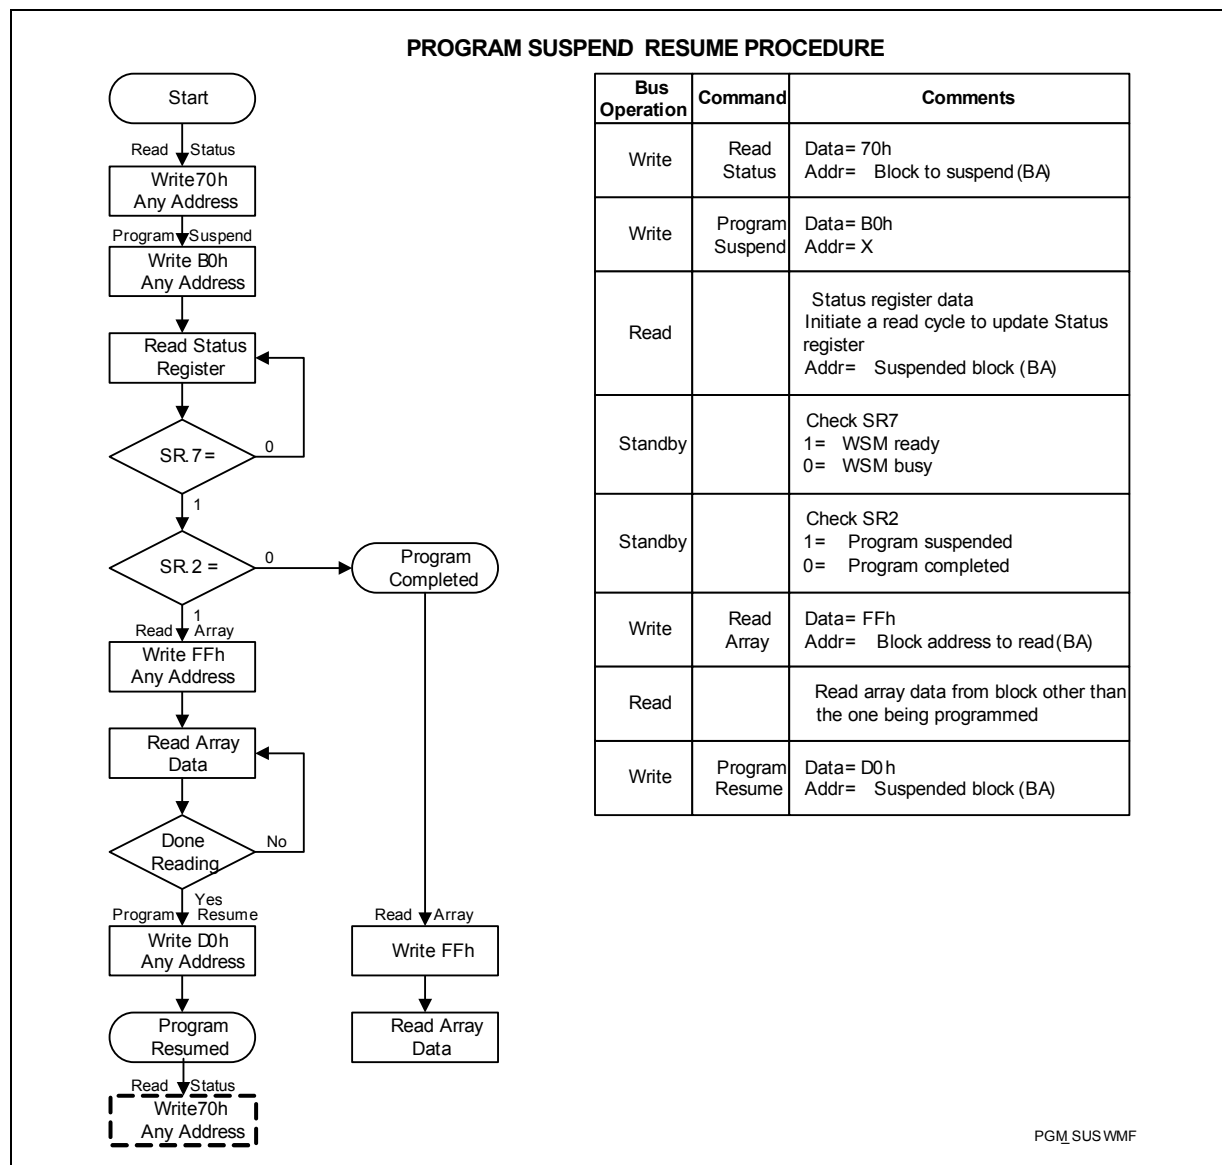 PROGRAM SUSPEND RESUME PROCEDURE
Start
Read Status
Write70h
Any Address
Program Suspend
Write B0h
Any Address
Read Status
Register
SR.7 =
0
1
SR.2 =
0
1
Program
Completed
Read Array
Write FFh
Any Address
Read Array
Data
Done
Reading
No
Yes
Program Resume
Write D0h
Any Address
Program
Resumed
Read Status
Write70h
Any Address
Read Array
Write FFh
Read Array
Data
Bus
Operation
Command
Comments
Write
Read
Status
Data= 70h
Addr= Block to suspend (BA)
Write
Program
Suspend
Data= B0h
Addr= X
Read
Status register data
Initiate a read cycle to update Status
register
Addr= Suspended block (BA)
Standby
Check SR7
1= WSM ready
0= WSM busy
Standby
Check SR2
1= Program suspended
0= Program completed
Write
Read
Array
Data= FFh
Addr= Block address to read (BA)
Read
Read array data from block other than
the one being programmed
Write
Program
Resume
Data= D0h
Addr= Suspended block (BA)
PGM_SUS WMF